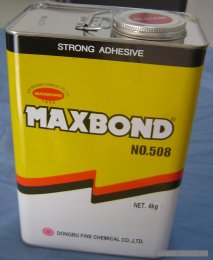 STRONG ADHESIVE
MAXBOND
MAXBOND®
NO.508
NET. 4kg
DONGBU FINE CHEMICAL CO.,LTD.